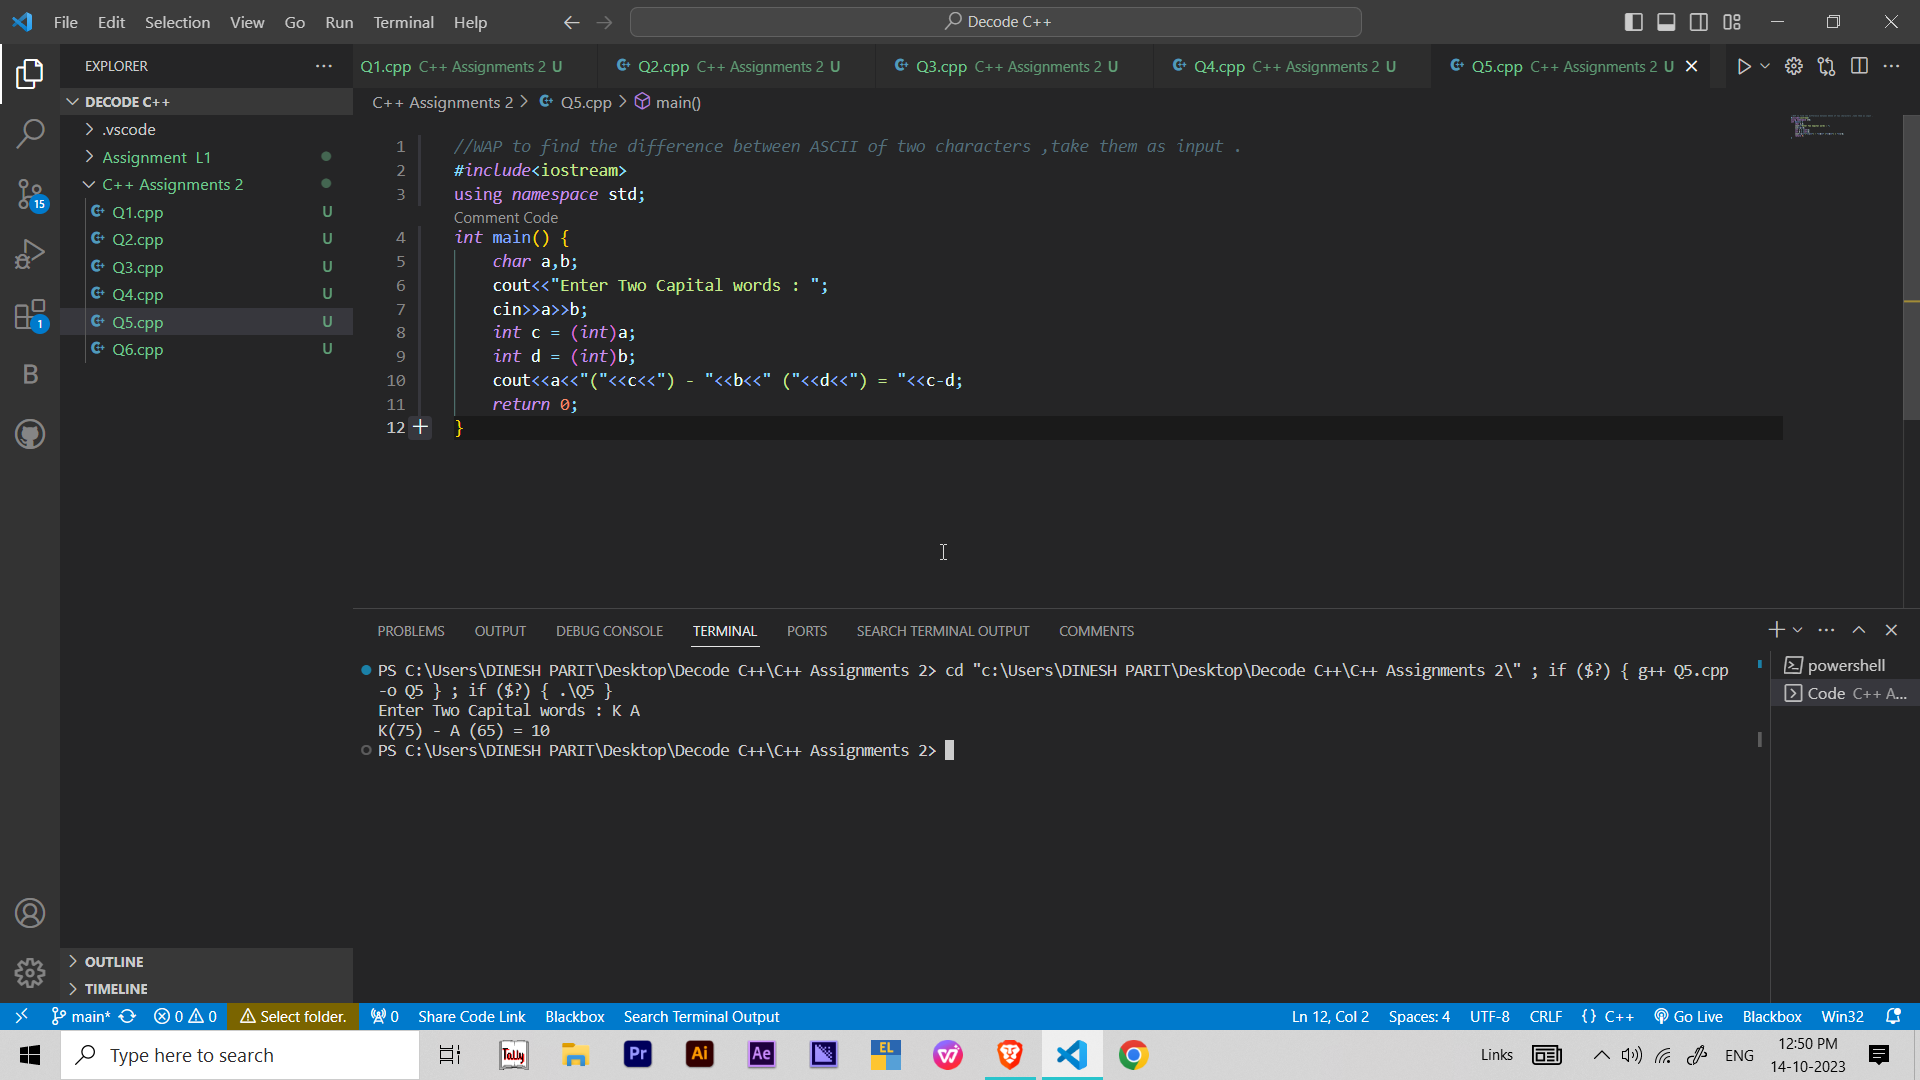 File Edit Selection View Go Run Terminal Help
Decode C++
EXPLORER
DECODE C++
.vscode
Assignment L1
C++ Assignments 2
Q1.cpp U
Q2.cpp U
Q3.cpp U
Q4.cpp U
Q5.cpp U
Q6.cpp U
15
1
B
OUTLINE
TIMELINE
Q1.cpp C++ Assignments 2 U
Q2.cpp C++ Assignments 2 U
Q3.cpp C++ Assignments 2 U
Q4.cpp C++ Assignments 2 U
Q5.cpp C++ Assignments 2 U
C++ Assignments 2 > Q5.cpp > main()
1 //WAP to find the difference between ASCII of two characters ,take them as input .
2 #include<iostream>
3 using namespace std;
Comment Code
4 int main() {
5 char a,b;
6 cout<<"Enter Two Capital words : ";
7 cin>>a>>b;
8 int c = (int)a;
9 int d = (int)b;
10 cout<<a<<"("<<c<<") - "<<b<<" ("<<d<<") = "<<c-d;
11 return 0;
12 }
PROBLEMS OUTPUT DEBUG CONSOLE TERMINAL PORTS SEARCH TERMINAL OUTPUT COMMENTS
PS C:\Users\DINESH PARIT\Desktop\Decode C++\C++ Assignments 2> cd "c:\Users\DINESH PARIT\Desktop\Decode C++\C++ Assignments 2\" ; if ($?) { g++ Q5.cpp
-o Q5 } ; if ($?) { .\Q5 }
Enter Two Capital words : K A
K(75) - A (65) = 10
PS C:\Users\DINESH PARIT\Desktop\Decode C++\C++ Assignments 2>
powershell
Code C++ A...
main* 0 0 Select folder. 0 Share Code Link Blackbox Search Terminal Output Ln 12, Col 2 Spaces: 4 UTF-8 CRLF {} C++ Go Live Blackbox Win32
Type here to search
Tally
Pr
Ai
Ae
EL
Links
ENG
12:50 PM
14-10-2023